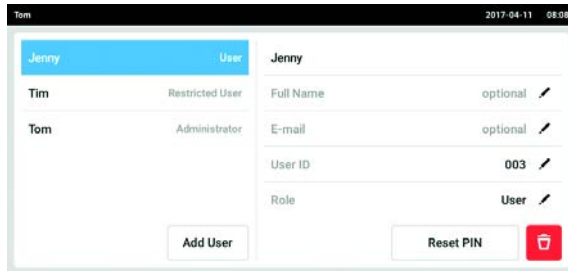 Tom 2017-04-11 08:08
Jenny User
Tim Restricted User
Tom Administrator
Add User
Jenny
Full Name optional
E-mail optional
User ID 003
Role User
Reset PIN